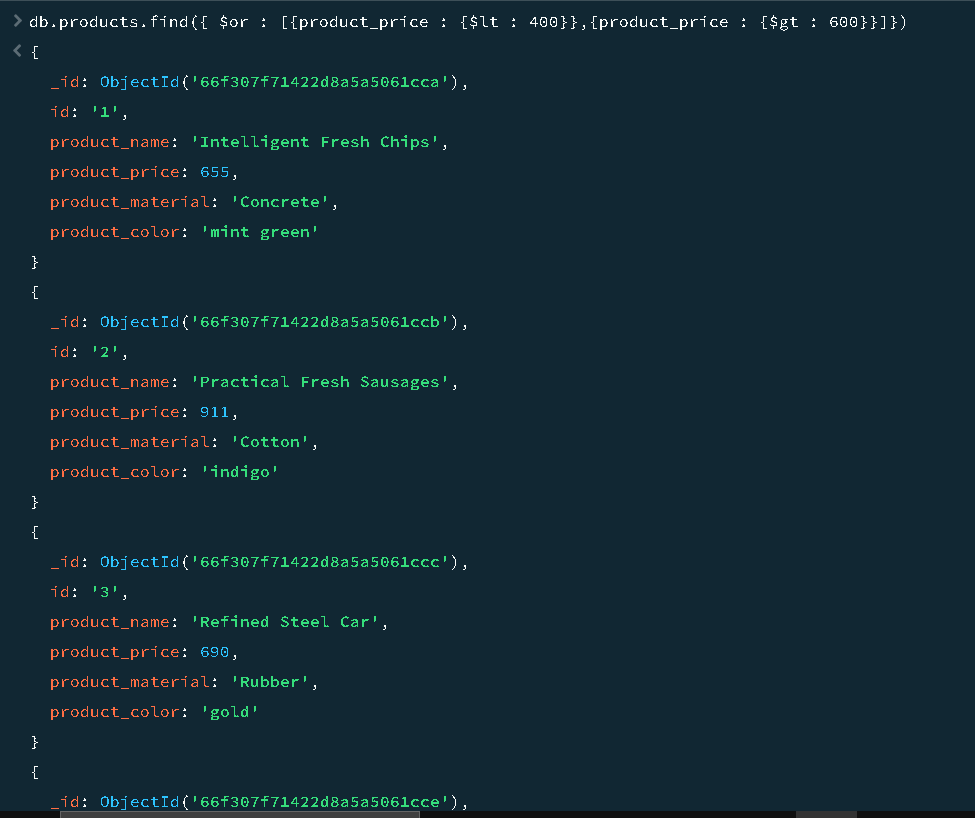 > db.products.find({ $or : [{product_price : {$lt : 400}},{product_price : {$gt : 600}}]})
< {
_id: ObjectId('66f307f71422d8a5a5061cca'),
id: '1',
product_name: 'Intelligent Fresh Chips',
product_price: 655,
product_material: 'Concrete',
product_color: 'mint green'
}
{
_id: ObjectId('66f307f71422d8a5a5061ccb'),
id: '2',
product_name: 'Practical Fresh Sausages',
product_price: 911,
product_material: 'Cotton',
product_color: 'indigo'
}
{
_id: ObjectId('66f307f71422d8a5a5061ccc'),
id: '3',
product_name: 'Refined Steel Car',
product_price: 690,
product_material: 'Rubber',
product_color: 'gold'
}
{
_id: ObjectId('66f307f71422d8a5a5061cce'),